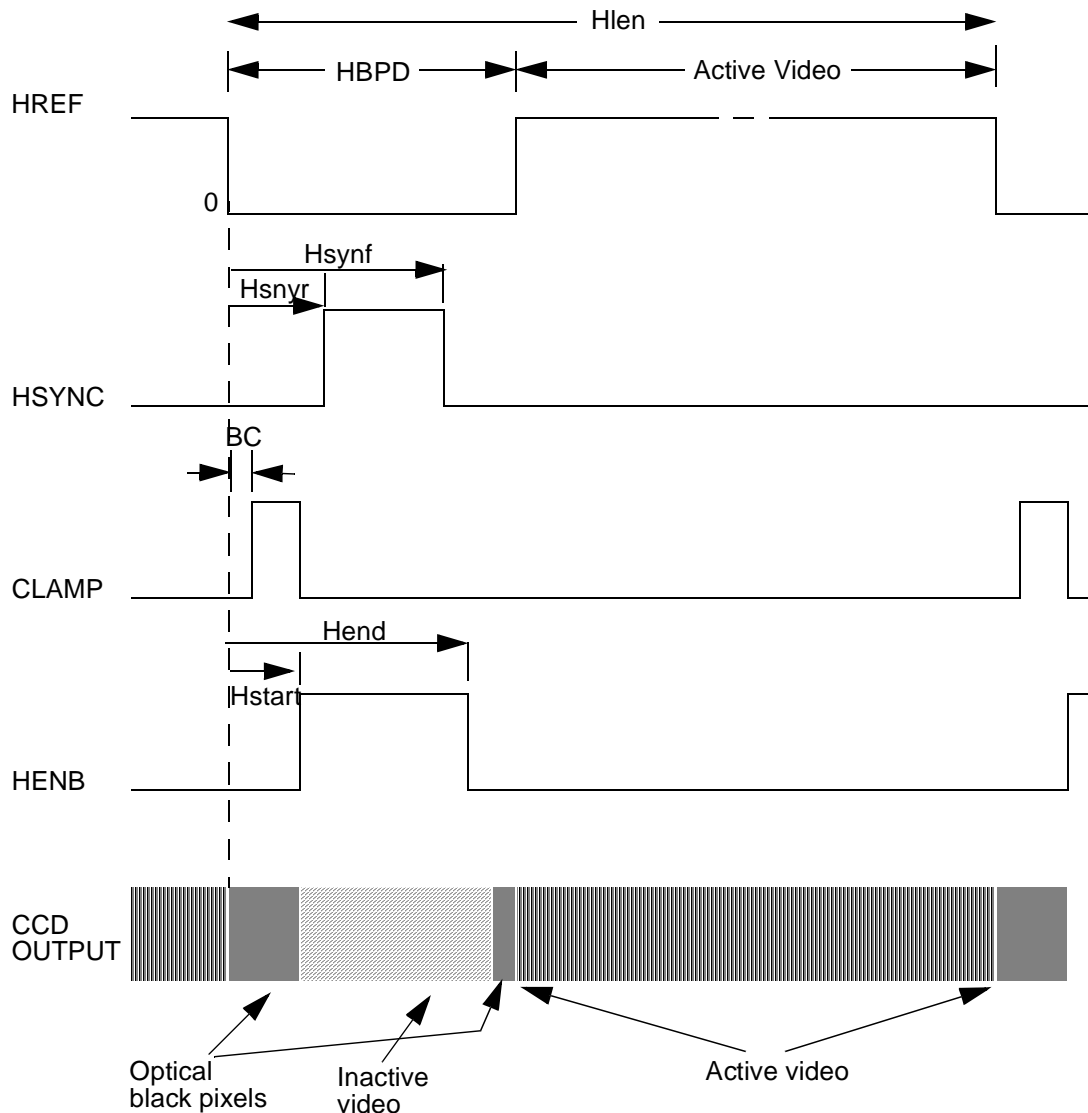 Hlen
HBPD
Active Video
HREF
0
Hsynf
Hsnyr
HSYNC
BC
CLAMP
Hend
Hstart
HENB
CCD
OUTPUT
Optical
black pixels
Inactive
video
Active video